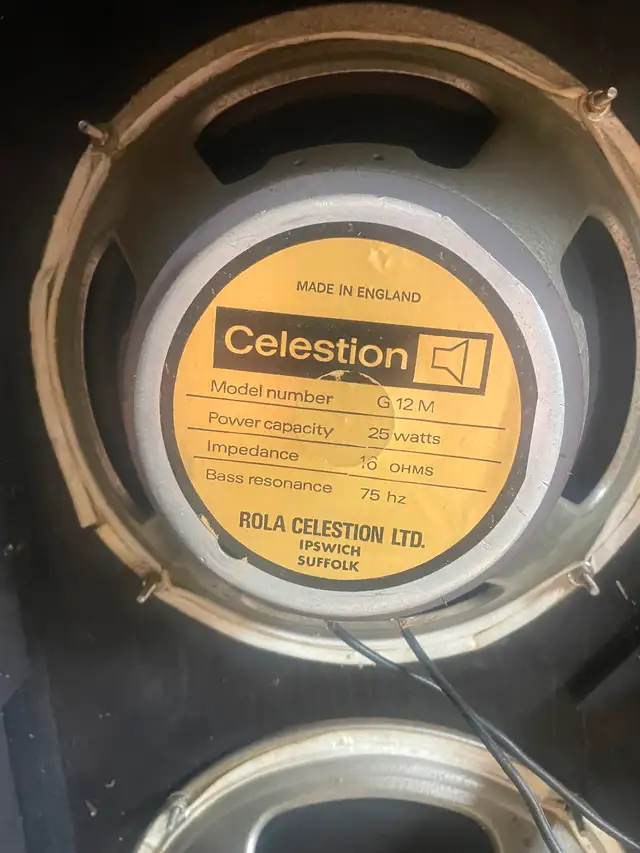 MADE IN ENGLAND
Celestion
Model number G 12 M
Power capacity 25 watts
Impedance 16 OHMS
Bass resonance 75 hz
ROLA CELESTION LTD.
IPSWICH
SUFFOLK